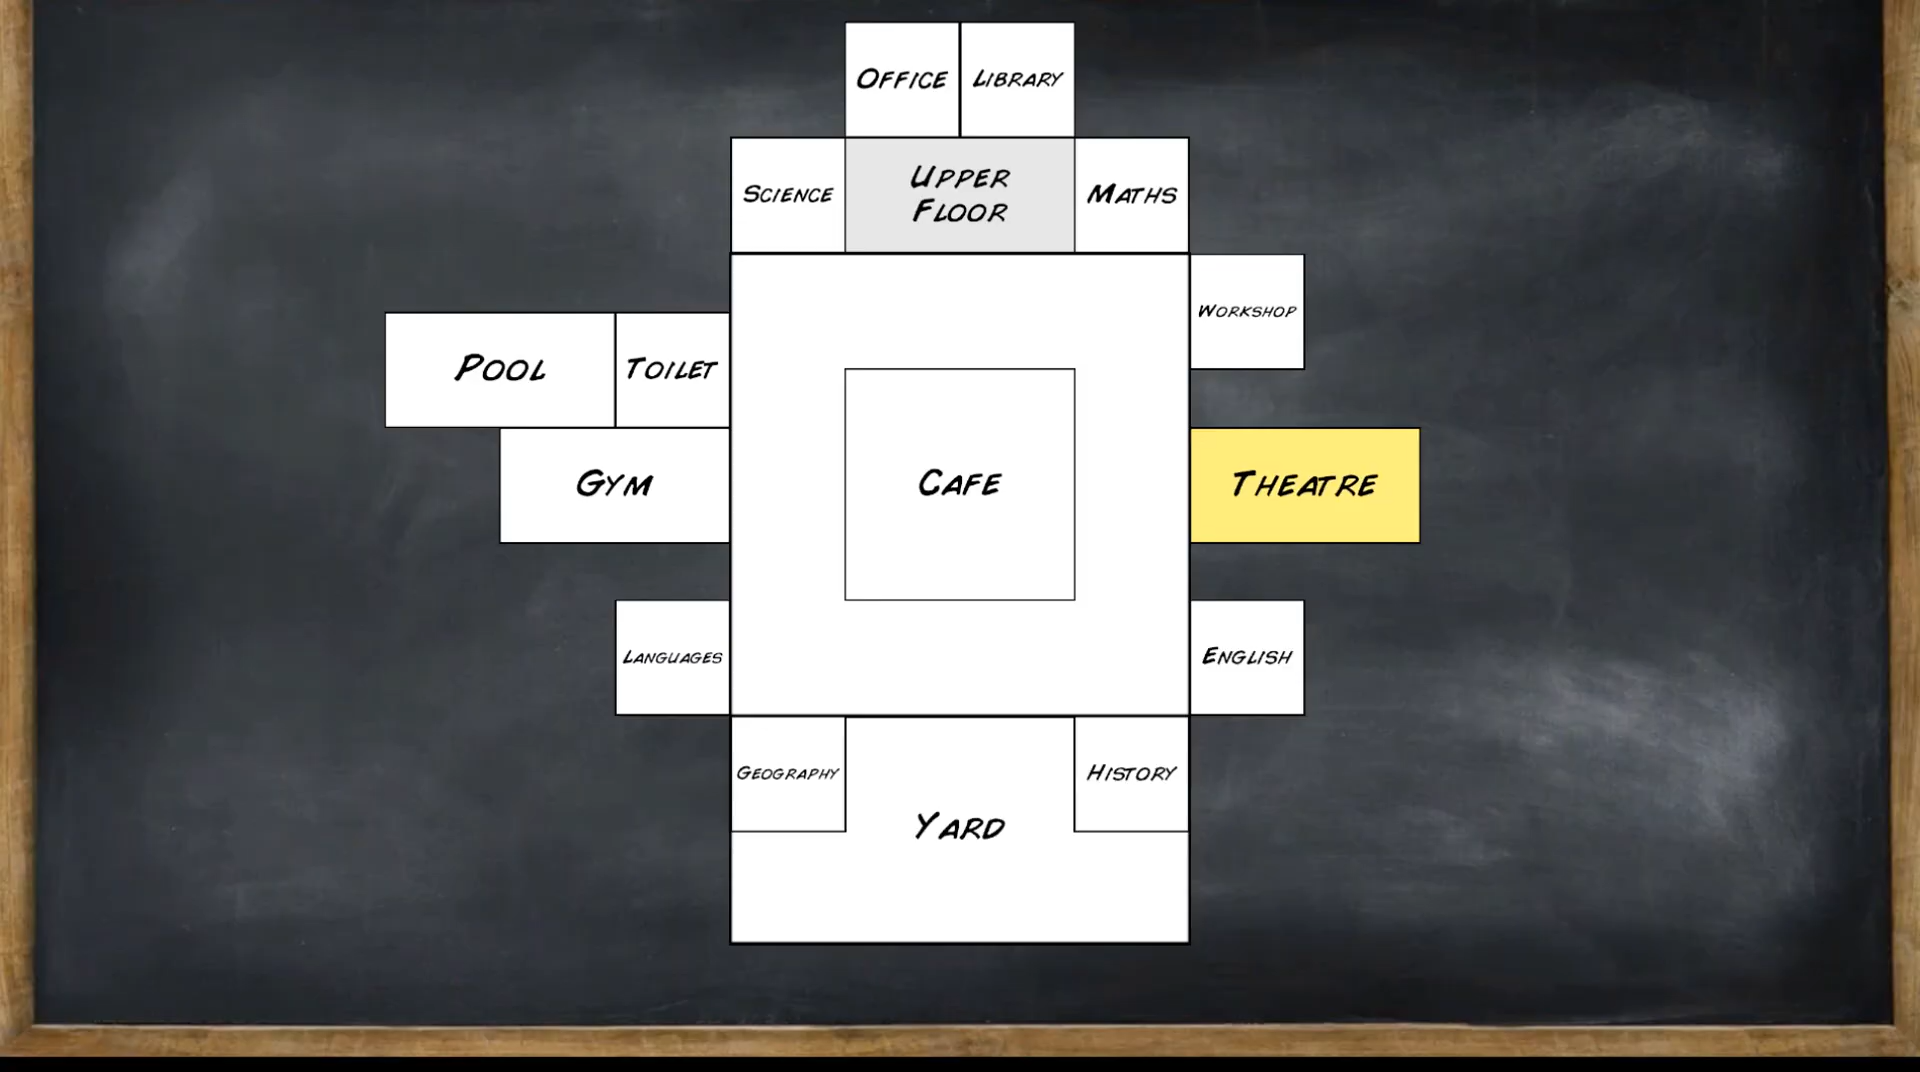 Office
Library
Science
Upper
Floor
Maths
Workshop
Pool
Toilet
Gym
Cafe
Theatre
Languages
English
Geography
History
Yard